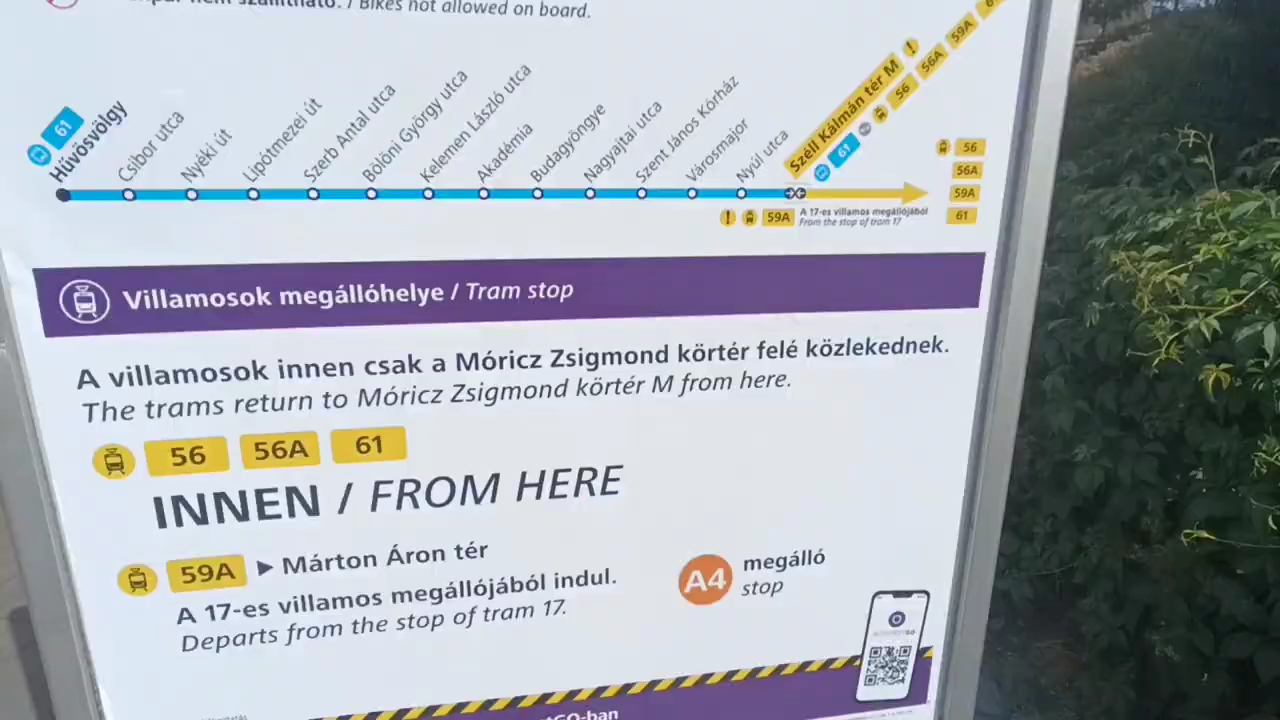 nem szállítható. / Bikes not allowed on board.
61
Hűvösvölgy
Csibor utca
Nyéki út
Lipótmezei út
Szerb Antal utca
Bölöni György utca
Kelemen László utca
Akadémia
Budagyöngye
Nagyajtai utca
Szent János Kórház
Városmajor
Nyúl utca
Széll Kálmán tér M !
61 56 56A 59A
56
56A
59A
61
! 59A A 17-es villamos megállójából
From the stop of tram 17
Villamosok megállóhelye / Tram stop
A villamosok innen csak a Móricz Zsigmond körtér felé közlekednek.
The trams return to Móricz Zsigmond körtér M from here.
56 56A 61
INNEN / FROM HERE
59A ▶ Márton Áron tér
A 17-es villamos megállójából indul.
Departs from the stop of tram 17.
A4 megálló
stop
GO-ban